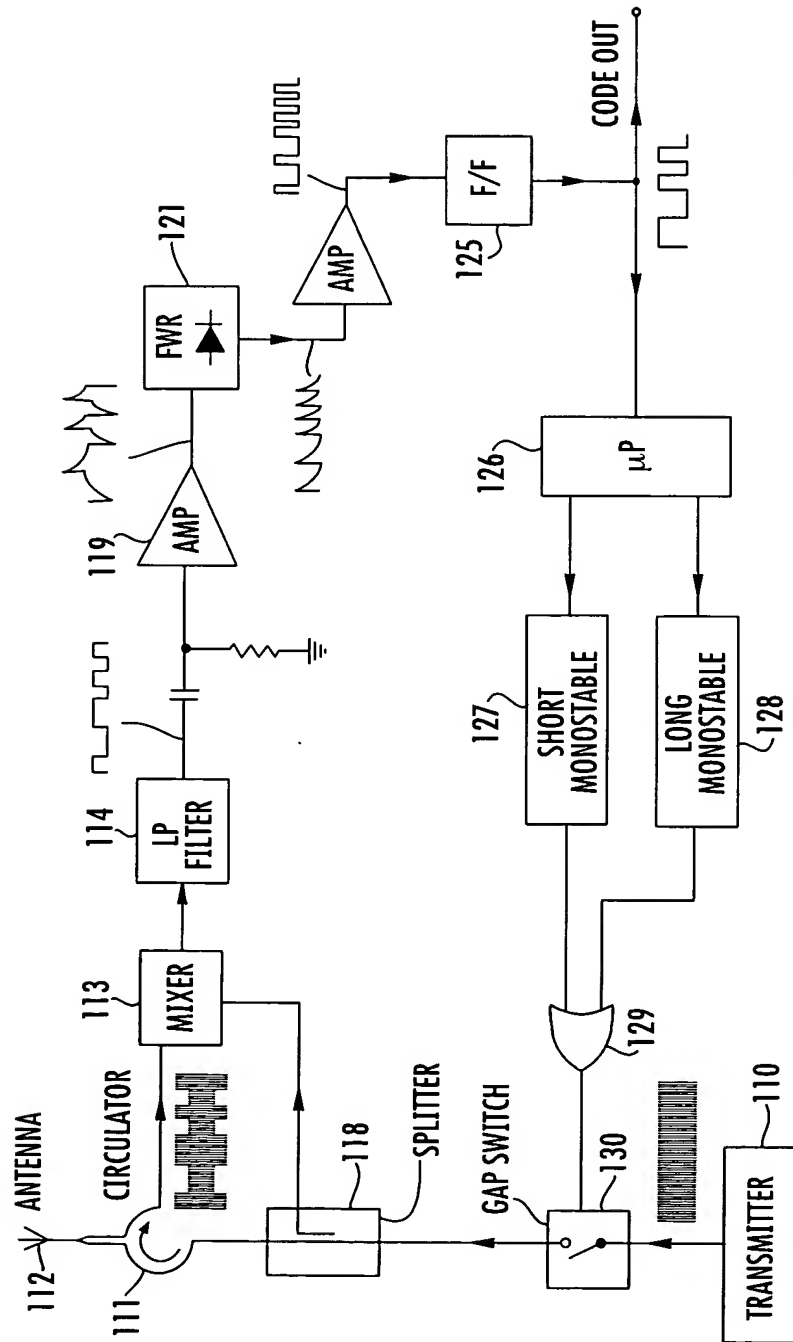 112
ANTENNA
111
CIRCULATOR
113
MIXER
114
LP
FILTER
119
AMP
121
FWR
AMP
F/F
125
CODE OUT
118
SPLITTER
GAP SWITCH
130
129
127
SHORT
MONOSTABLE
LONG
MONOSTABLE
128
126
μP
TRANSMITTER
110